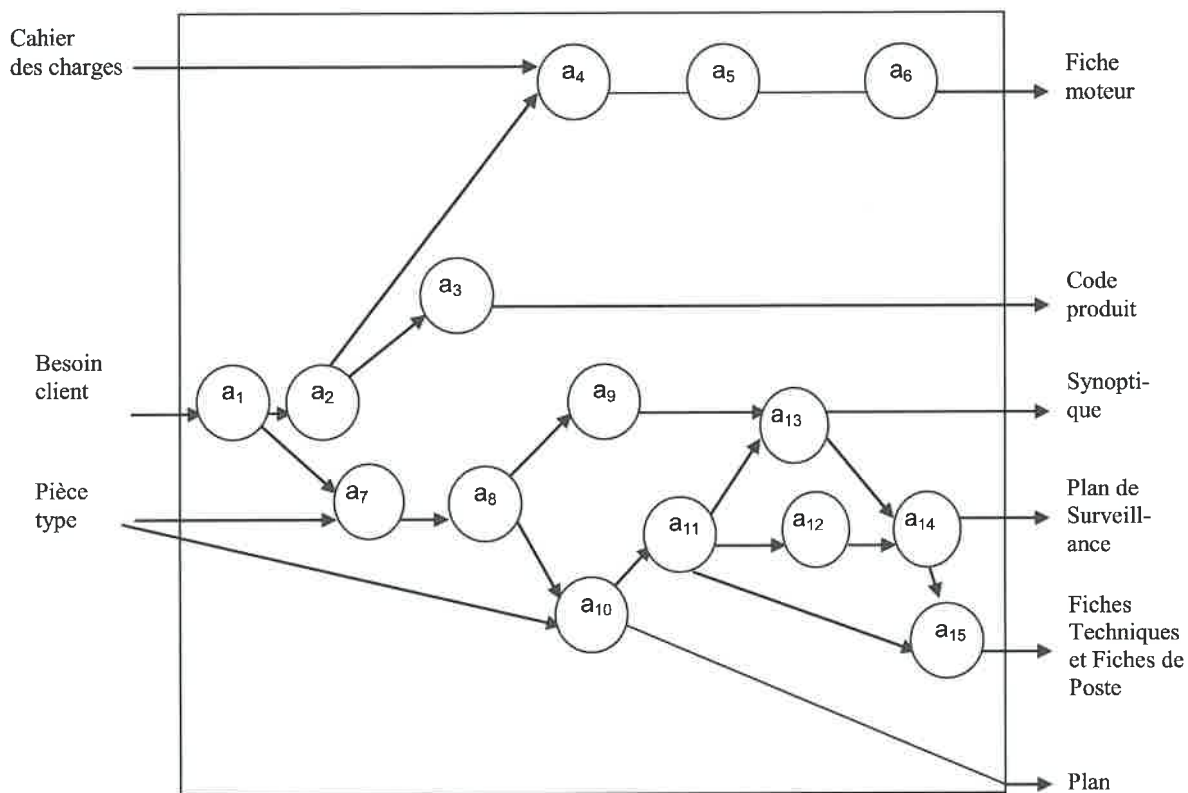 Cahier
des charges
a4
a5
a6
Fiche
moteur
a3
Code
produit
Besoin
client
a1
a2
a9
a13
Synopti-
que
Pièce
type
a7
a8
a11
a12
a14
Plan de
Surveill-
ance
a10
a15
Fiches
Techniques
et Fiches de
Poste
Plan